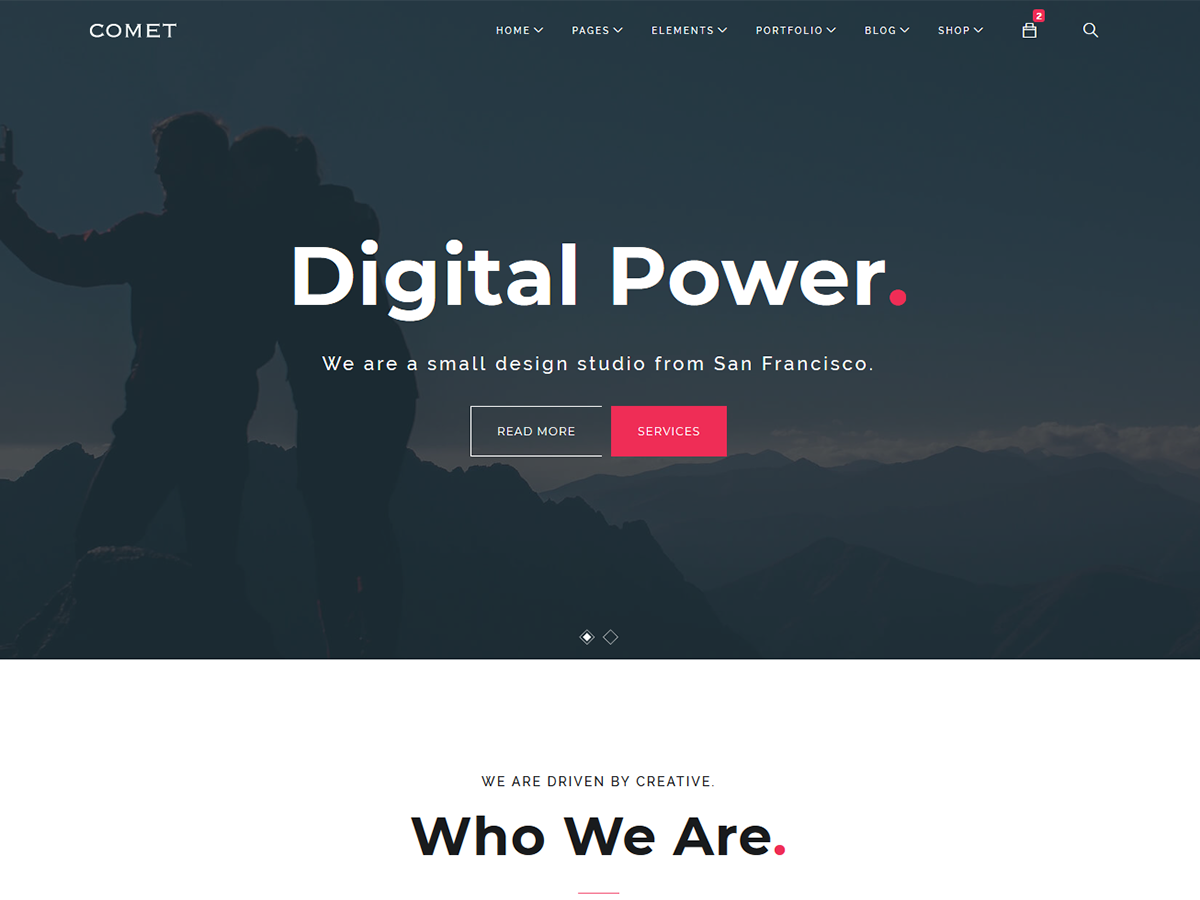 COMET
HOME PAGES ELEMENTS PORTFOLIO BLOG SHOP 2
Digital Power.
We are a small design studio from San Francisco.
READ MORE SERVICES
WE ARE DRIVEN BY CREATIVE.
Who We Are.